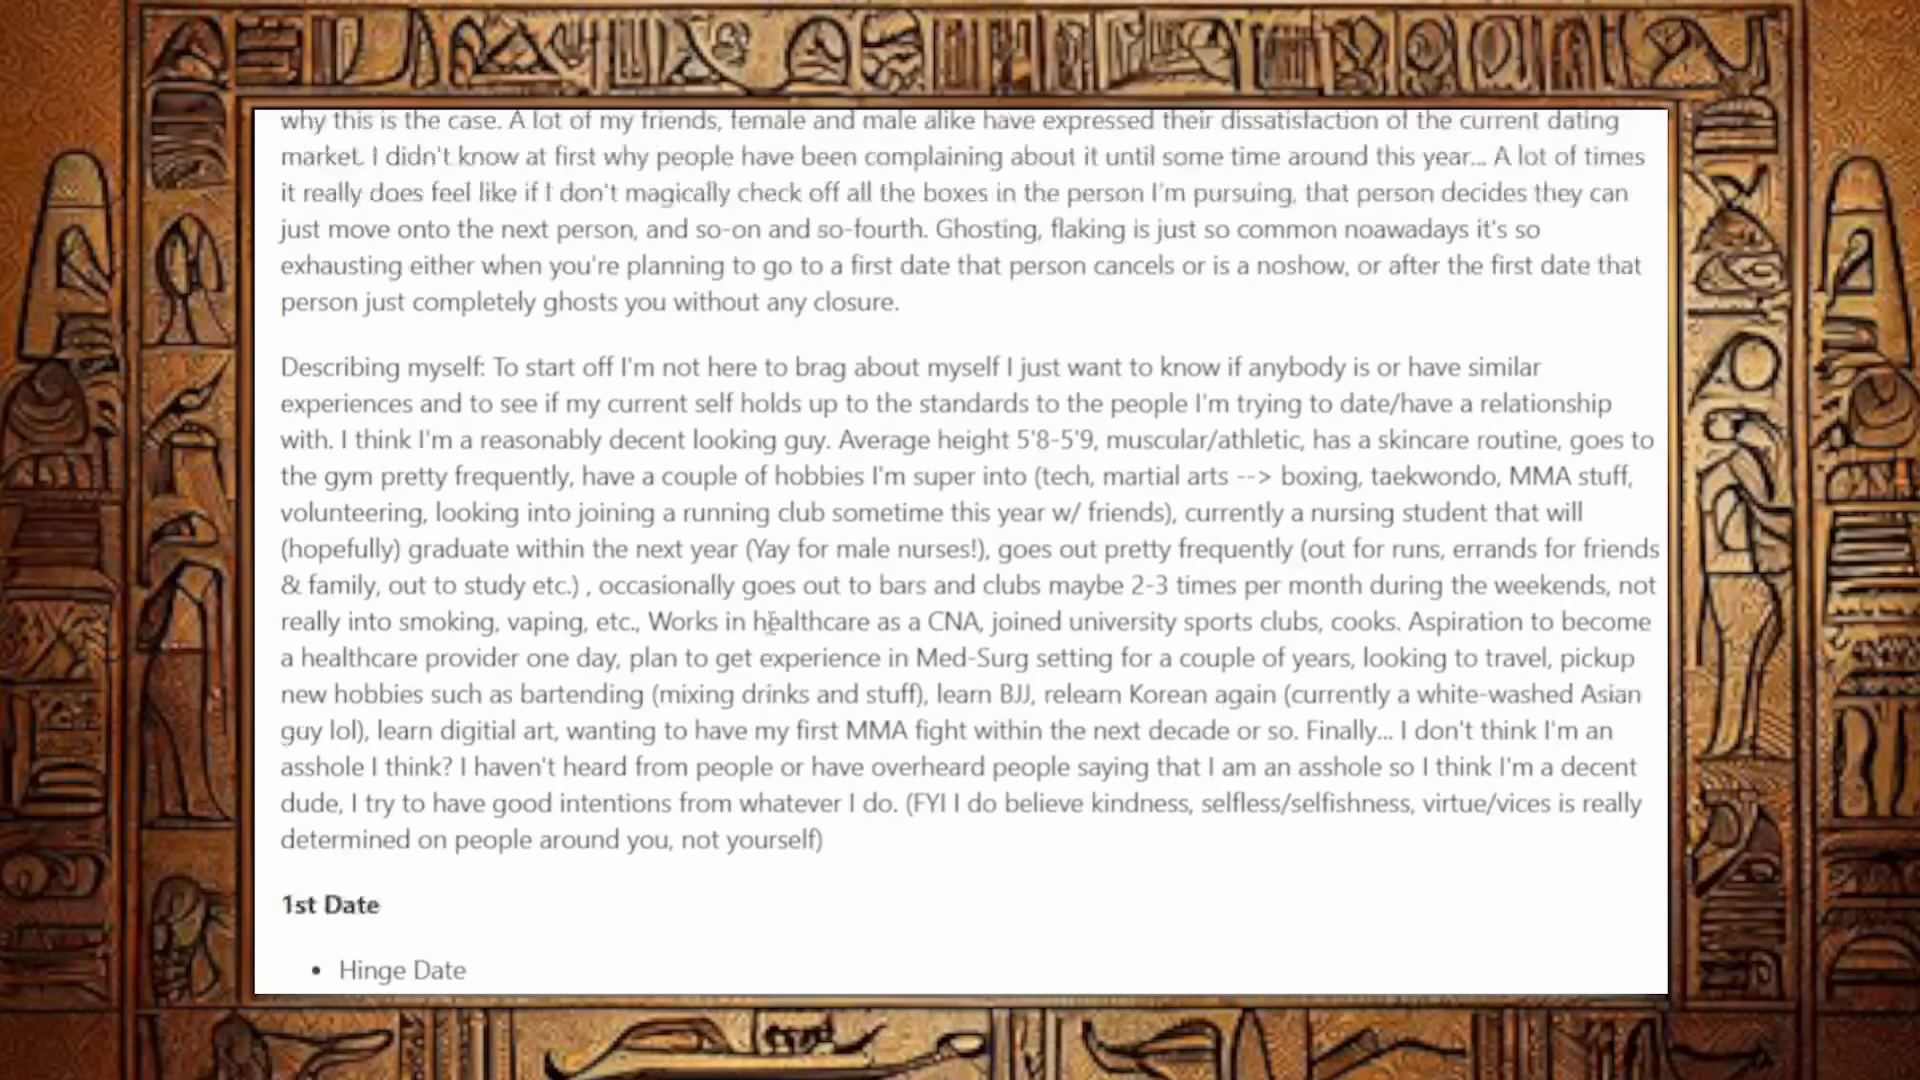 why this is the case. A lot of my friends, female and male alike have expressed their dissatisfaction of the current dating
market. I didn't know at first why people have been complaining about it until some time around this year... A lot of times
it really does feel like if I don't magically check off all the boxes in the person I'm pursuing, that person decides they can
just move onto the next person, and so-on and so-fourth. Ghosting, flaking is just so common noawadays it's so
exhausting either when you're planning to go to a first date that person cancels or is a noshow, or after the first date that
person just completely ghosts you without any closure.
Describing myself: To start off I'm not here to brag about myself I just want to know if anybody is or have similar
experiences and to see if my current self holds up to the standards to the people I'm trying to date/have a relationship
with. I think I'm a reasonably decent looking guy. Average height 5'8-5'9, muscular/athletic, has a skincare routine, goes to
the gym pretty frequently, have a couple of hobbies I'm super into (tech, martial arts --> boxing, taekwondo, MMA stuff,
volunteering, looking into joining a running club sometime this year w/ friends), currently a nursing student that will
(hopefully) graduate within the next year (Yay for male nurses!), goes out pretty frequently (out for runs, errands for friends
& family, out to study etc.) , occasionally goes out to bars and clubs maybe 2-3 times per month during the weekends, not
really into smoking, vaping, etc., Works in healthcare as a CNA, joined university sports clubs, cooks. Aspiration to become
a healthcare provider one day, plan to get experience in Med-Surg setting for a couple of years, looking to travel, pickup
new hobbies such as bartending (mixing drinks and stuff), learn BJJ, relearn Korean again (currently a white-washed Asian
guy lol), learn digitial art, wanting to have my first MMA fight within the next decade or so. Finally... I don't think I'm an
asshole I think? I haven't heard from people or have overheard people saying that I am an asshole so I think I'm a decent
dude, I try to have good intentions from whatever I do. (FYI I do believe kindness, selfless/selfishness, virtue/vices is really
determined on people around you, not yourself)
1st Date
• Hinge Date